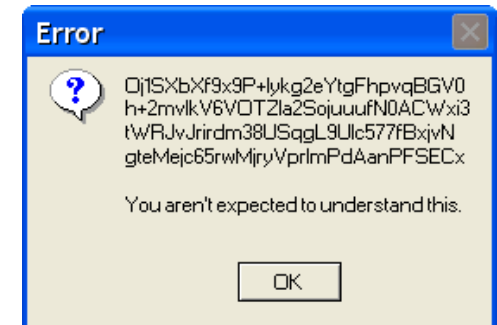 Error
Oj1SXbXf9x9P+lykg2eYtgFhpvqBGV0
h+2mvlkV6VOTZla2SojuuufN0ACWxi3
tWRJvJrirdm38USqgL9Ulc577fBxjvN
gteMejc65rwMjryVprlmPdAanPFSECx
You aren't expected to understand this.
OK